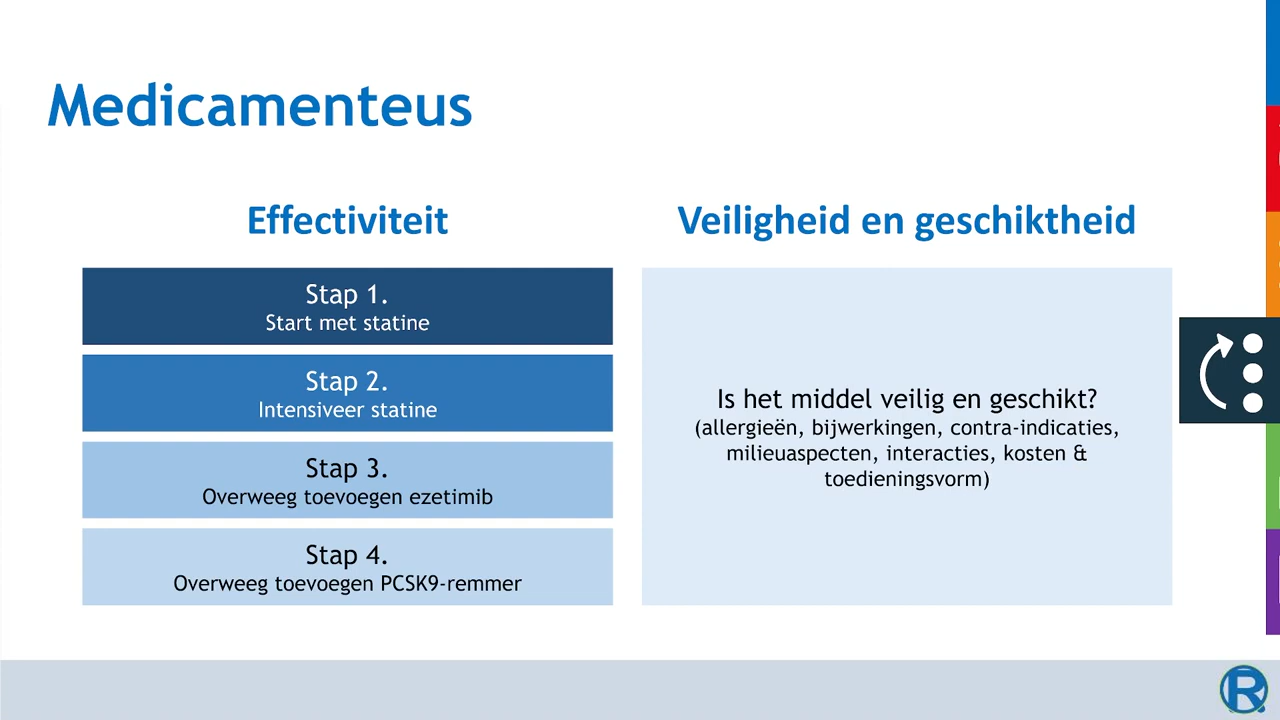 Medicamenteus
Effectiviteit
Veiligheid en geschiktheid
Stap 1.
Start met statine
Stap 2.
Intensiveer statine
Stap 3.
Overweeg toevoegen ezetimib
Stap 4.
Overweeg toevoegen PCSK9-remmer
Is het middel veilig en geschikt?
(allergieën, bijwerkingen, contra-indicaties,
milieuaspecten, interacties, kosten &
toedieningsvorm)
R